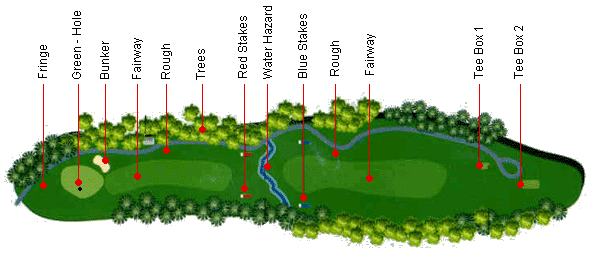 Fringe
Green - Hole
Bunker
Fairway
Rough
Trees
Red Stakes
Water Hazard
Blue Stakes
Rough
Fairway
Tee Box 1
Tee Box 2